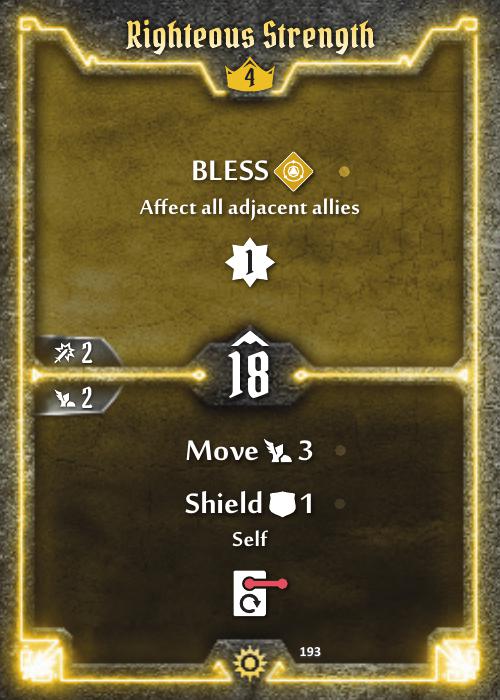 Righteous Strength
4
BLESS
Affect all adjacent allies
1
2
18
2
Move 3
Shield 1
Self
193